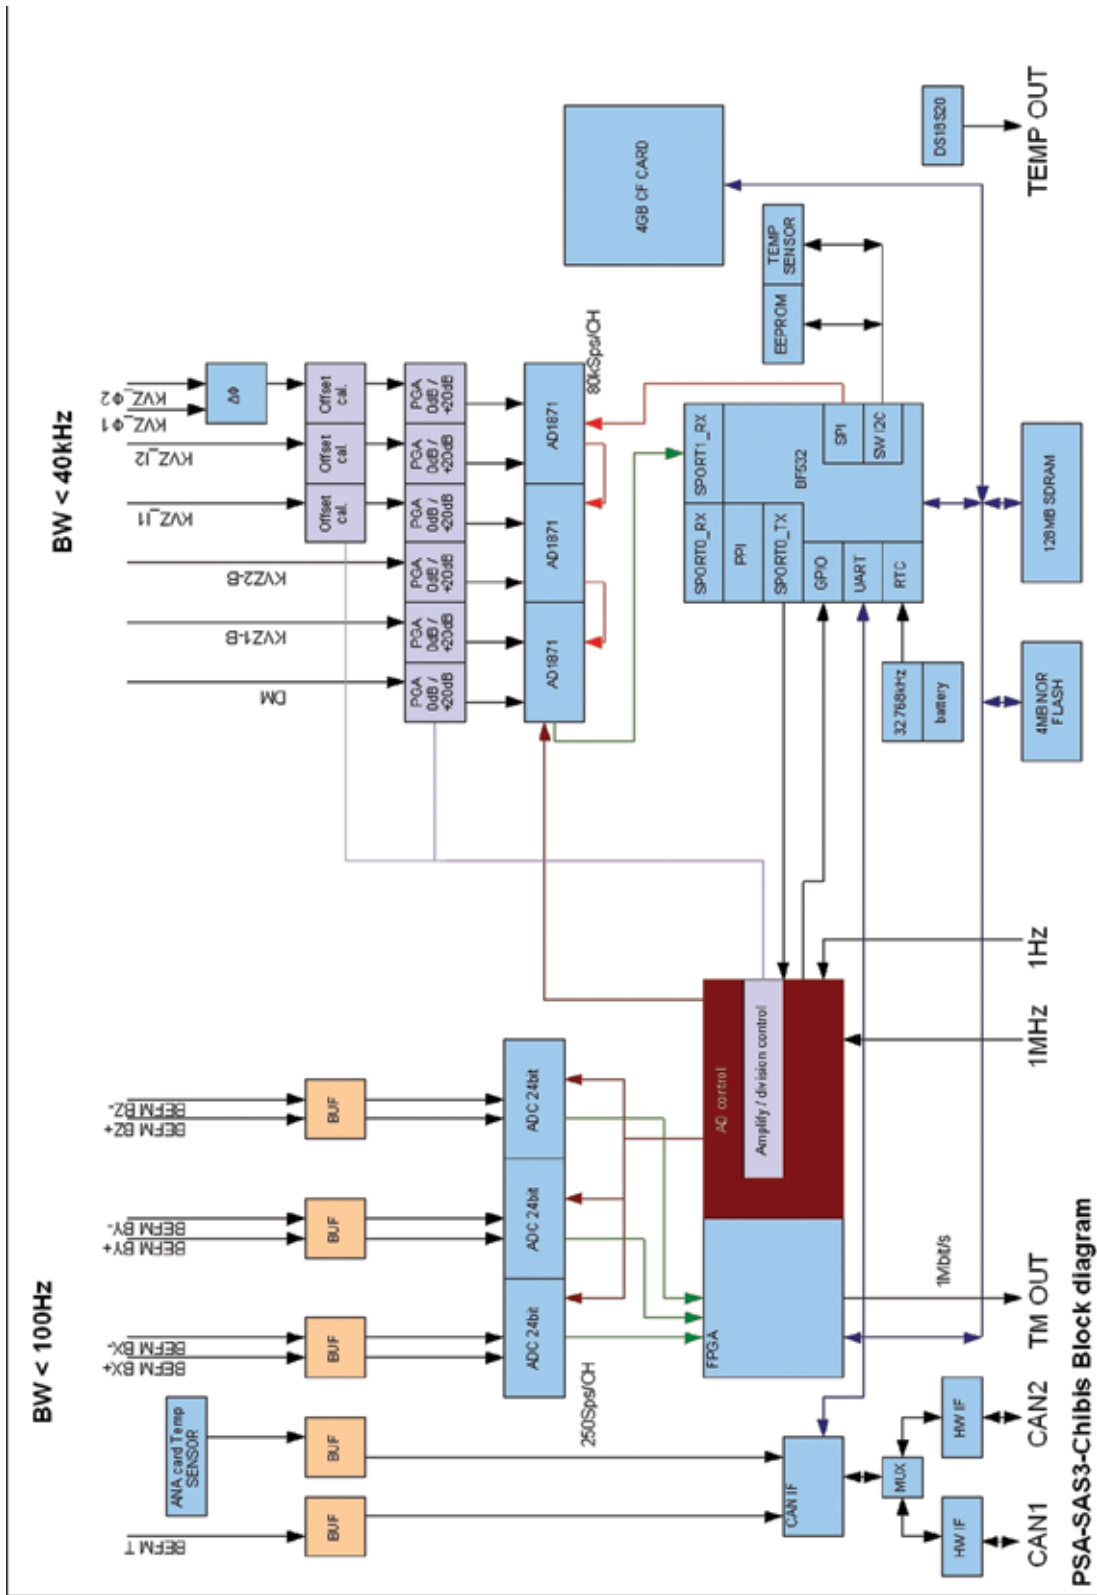 BW < 100Hz
BW < 40kHz
BEFM T
ANA card Temp
SENSOR
BEFM BX+
BEFM BX-
BEFM BY+
BEFM BY-
BEFM BZ+
BEFM BZ-
DM
KVZ1-B
KVZ2-B
KVZ_I1
KVZ_I2
KVZ_Φ1
KVZ_Φ2
ΔΦ
BUF
BUF
BUF
BUF
BUF
Offset
cal.
Offset
cal.
Offset
cal.
PGA
0dB /
+20dB
PGA
0dB /
+20dB
PGA
0dB /
+20dB
PGA
0dB /
+20dB
PGA
0dB /
+20dB
PGA
0dB /
+20dB
ADC 24bit
ADC 24bit
ADC 24bit
250Sps/CH
AD1871
AD1871
AD1871
80kSps/CH
4GB CF CARD
FPGA
AD control
Amplify / division control
SPORT0_RX
SPORT1_RX
PPI
SPORT0_TX
BF532
GPIO
SPI
UART
SW I2C
RTC
EEPROM
TEMP
SENSOR
CAN IF
MUX
32.768kHz
battery
DS18S20
HW IF
HW IF
1Mbit/s
4MB NOR
FLASH
128MB SDRAM
CAN1
CAN2
TM OUT
1MHz
1Hz
TEMP OUT
PSA-SAS3-Chibis Block diagram